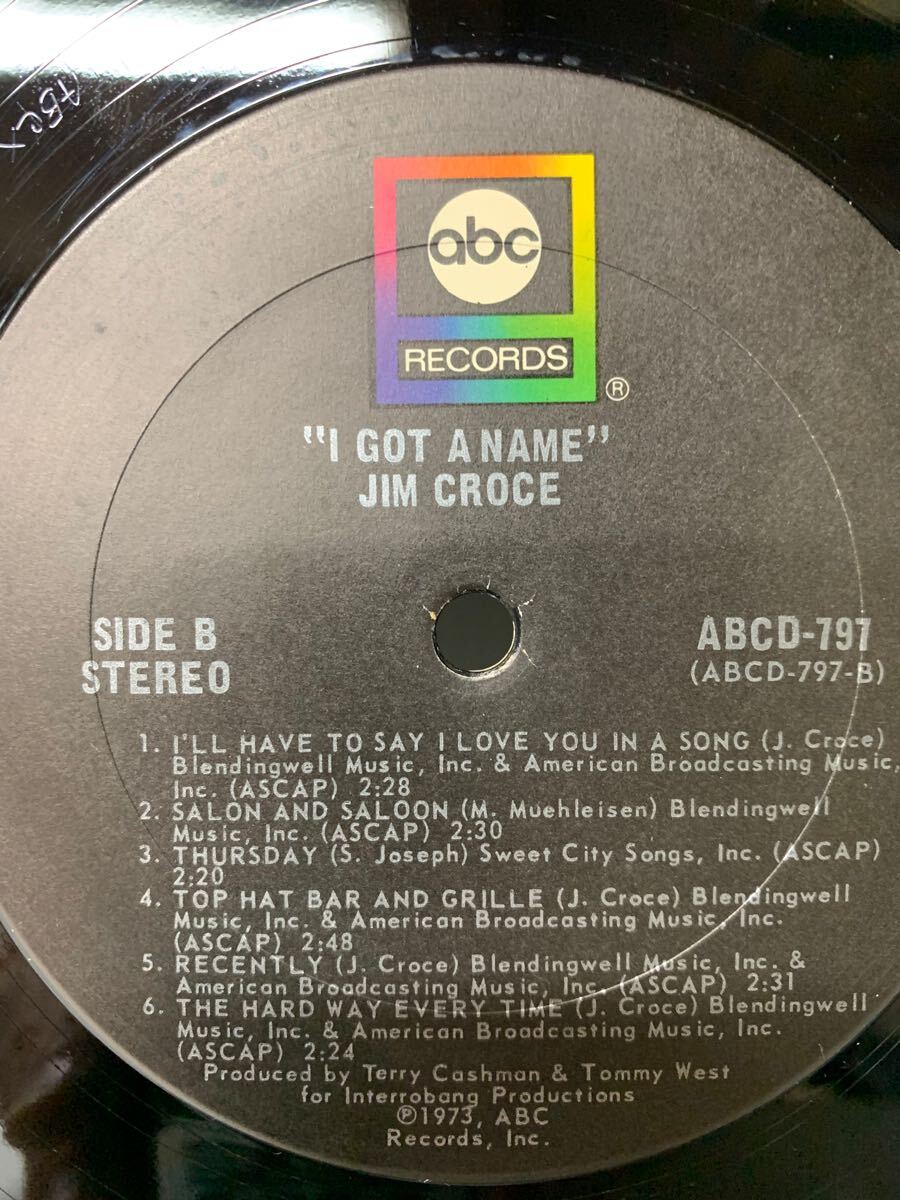 abc
RECORDS
®
"I GOT A NAME"
JIM CROCE
SIDE B
STEREO
ABCD-797
(ABCD-797-B)
1. I'LL HAVE TO SAY I LOVE YOU IN A SONG (J. Croce)
Blendingwell Music, Inc. & American Broadcasting Music,
Inc. (ASCAP) 2:28
2. SALON AND SALOON (M. Muehleisen) Blendingwell
Music, Inc. (ASCAP) 2:30
3. THURSDAY (S. Joseph) Sweet City Songs, Inc. (ASCAP)
2:20
4. TOP HAT BAR AND GRILLE (J. Croce) Blendingwell
Music, Inc. & American Broadcasting Music, Inc.
(ASCAP) 2:48
5. RECENTLY (J. Croce) Blendingwell Music, Inc. &
American Broadcasting Music, Inc. (ASCAP) 2:31
6. THE HARD WAY EVERY TIME (J. Croce) Blendingwell
Music, Inc. & American Broadcasting Music, Inc.
(ASCAP) 2:24
Produced by Terry Cashman & Tommy West
for Interrobang Productions
℗1973, ABC
Records, Inc.